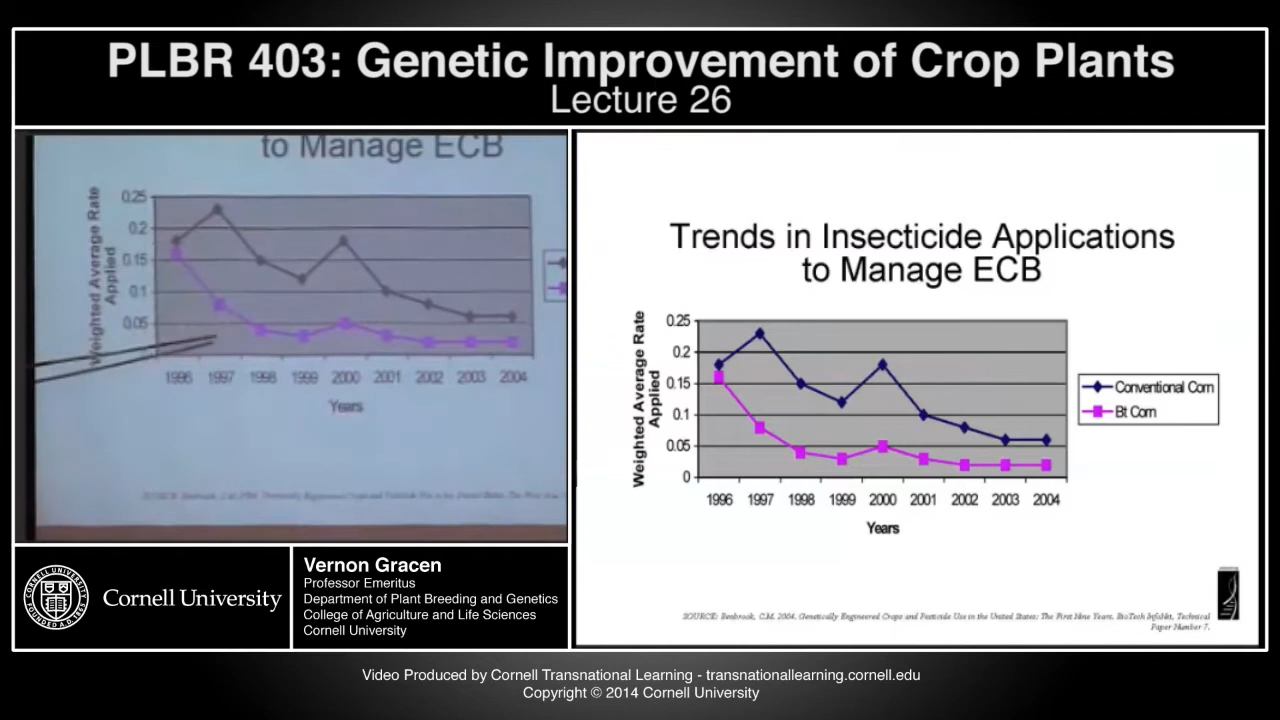 PLBR 403: Genetic Improvement of Crop Plants
Lecture 26
to Manage ECB
Weighted Average Rate
Applied
0.25
0.2
0.15
0.1
0.05
1996 1997 1998 1999 2000 2001 2002 2003 2004
Years
Trends in Insecticide Applications
to Manage ECB
Weighted Average Rate
Applied
0.25
0.2
0.15
0.1
0.05
0
1996 1997 1998 1999 2000 2001 2002 2003 2004
Years
Conventional Corn
Bt Corn
SOURCE: Benbrook, C.M. 2004. Genetically Engineered Crops and Pesticide Use in the United States: The First Nine Years. BioTech InfoNet, Technical
Paper Number 7.
Cornell University
Vernon Gracen
Professor Emeritus
Department of Plant Breeding and Genetics
College of Agriculture and Life Sciences
Cornell University
Video Produced by Cornell Transnational Learning - transnationallearning.cornell.edu
Copyright © 2014 Cornell University